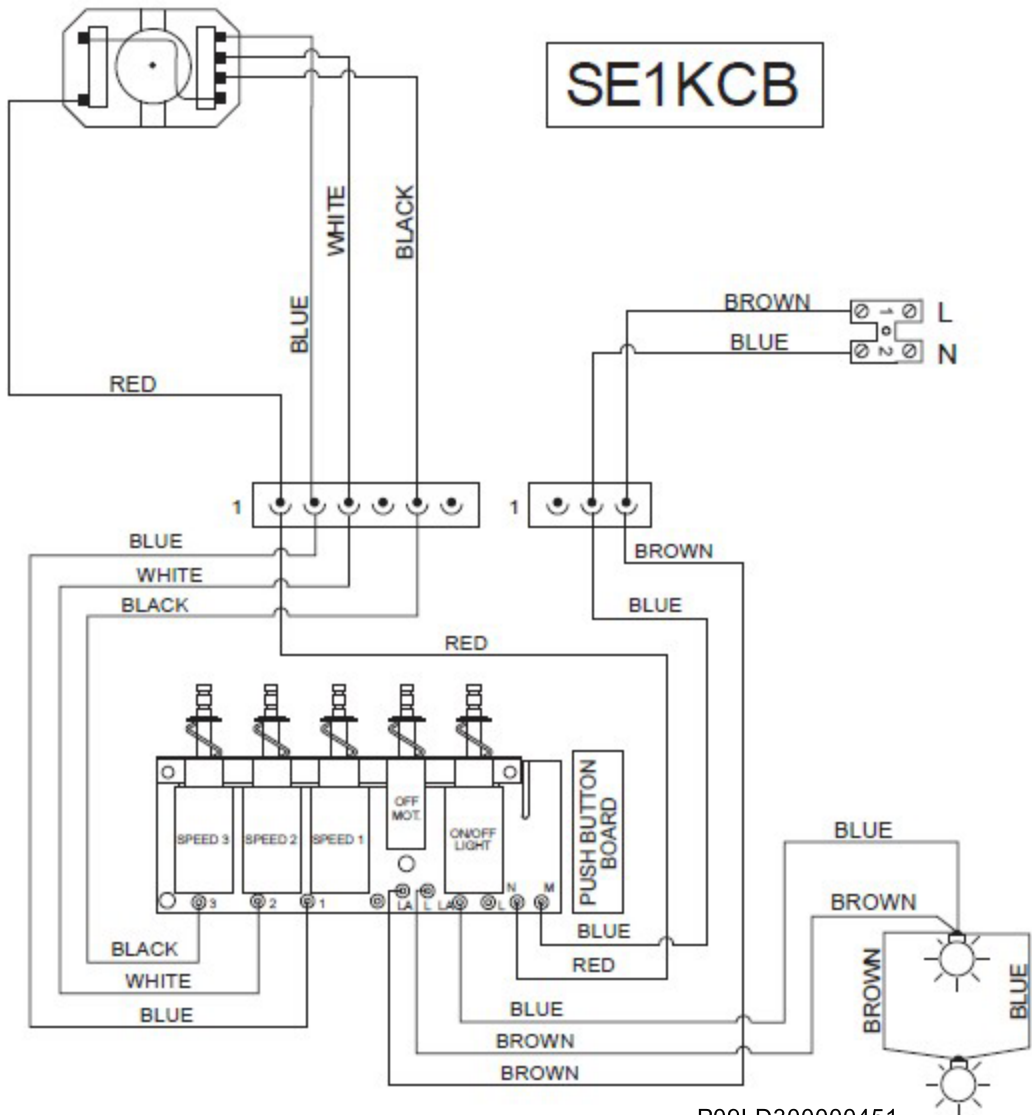 SE1KCB
WHITE
BLACK
BLUE
BROWN
1
L
BLUE
2
N
RED
1
1
BLUE
BROWN
WHITE
BLACK
BLUE
RED
SPEED 3
SPEED 2
SPEED 1
OFF
MOT.
ON/OFF
LIGHT
PUSH BUTTON
BOARD
3
2
1
LA
L
LA
L
N
M
BLUE
BROWN
BLUE
BLACK
RED
WHITE
BLUE
BLUE
BROWN
BROWN
BROWN
BLUE